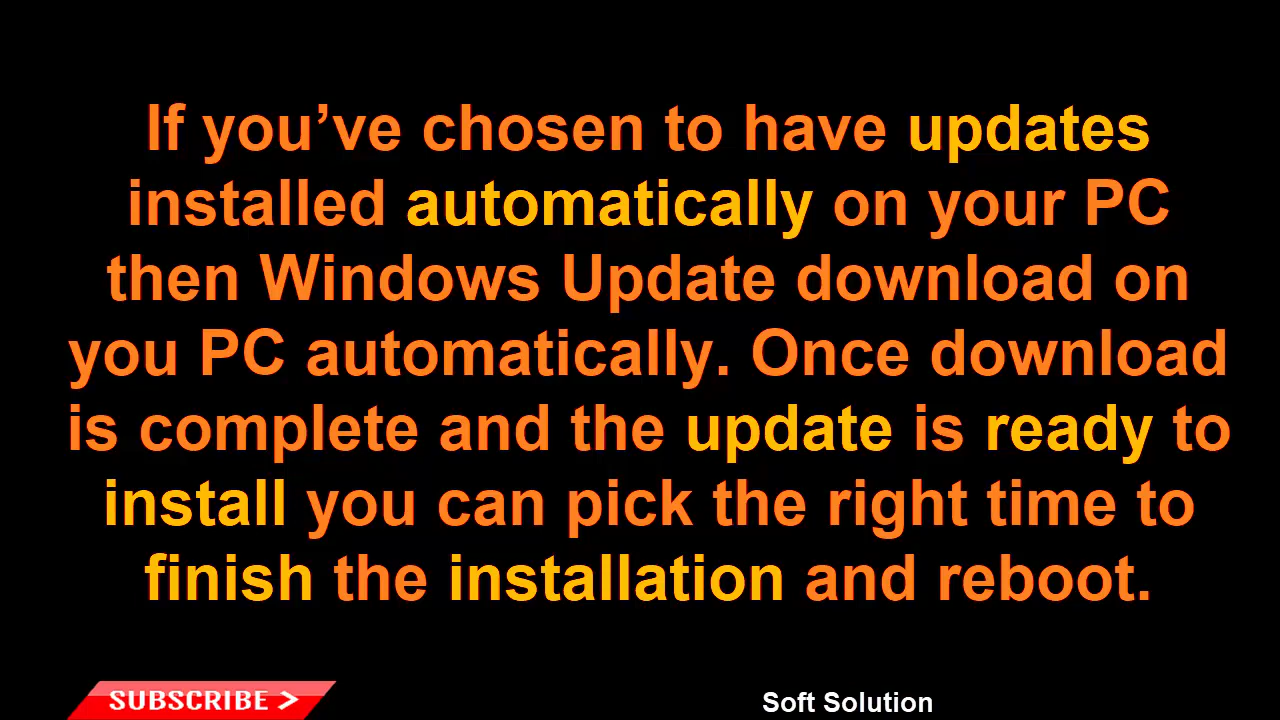 If you’ve chosen to have updates
installed automatically on your PC
then Windows Update download on
you PC automatically. Once download
is complete and the update is ready to
install you can pick the right time to
finish the installation and reboot.
SUBSCRIBE >
Soft Solution